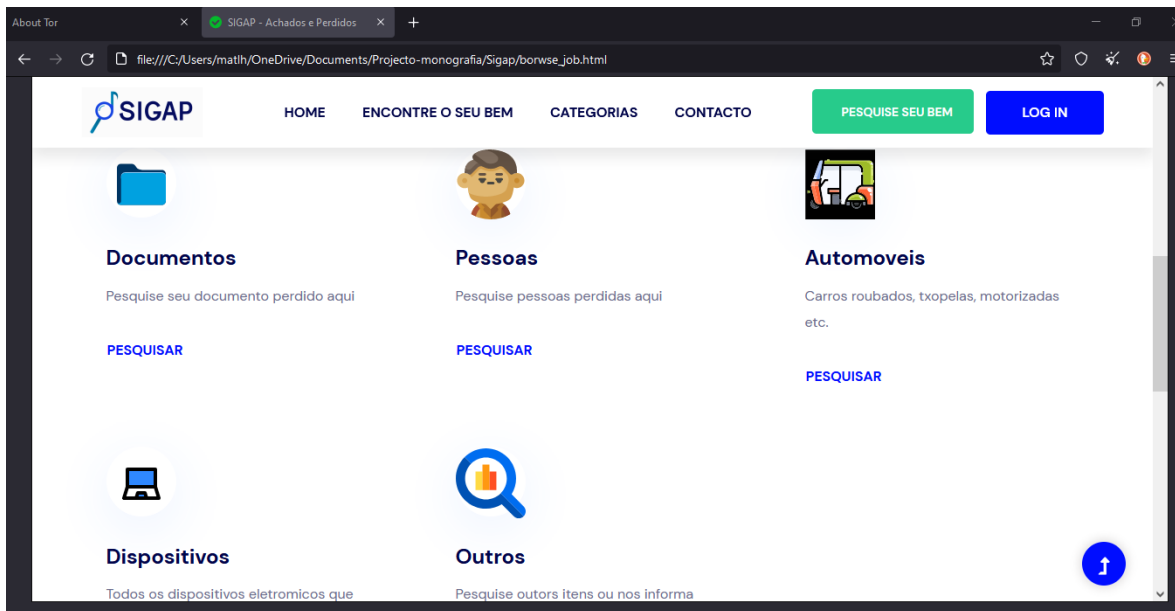 About Tor
SIGAP - Achados e Perdidos
file:///C:/Users/matlh/OneDrive/Documents/Projecto-monografia/Sigap/borwse_job.html
SIGAP HOME ENCONTRE O SEU BEM CATEGORIAS CONTACTO PESQUISE SEU BEM LOG IN
Documentos
Pesquise seu documento perdido aqui
PESQUISAR
Pessoas
Pesquise pessoas perdidas aqui
PESQUISAR
Automoveis
Carros roubados, txopelas, motorizadas
etc.
PESQUISAR
Dispositivos
Todos os dispositivos eletromicos que
Outros
Pesquise outors itens ou nos informa